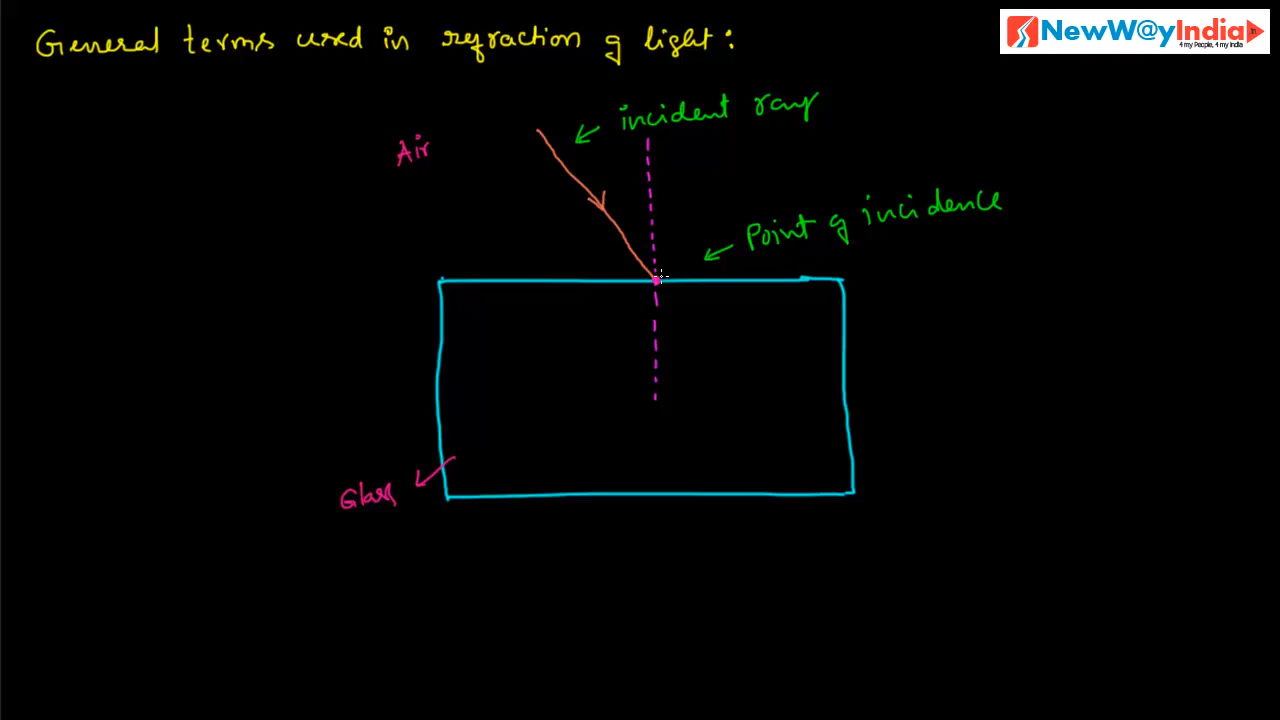 General terms used in refraction of light:
NewW@yIndia.in
4 my People, 4 my India
incident ray
Air
Point of incidence
Glass